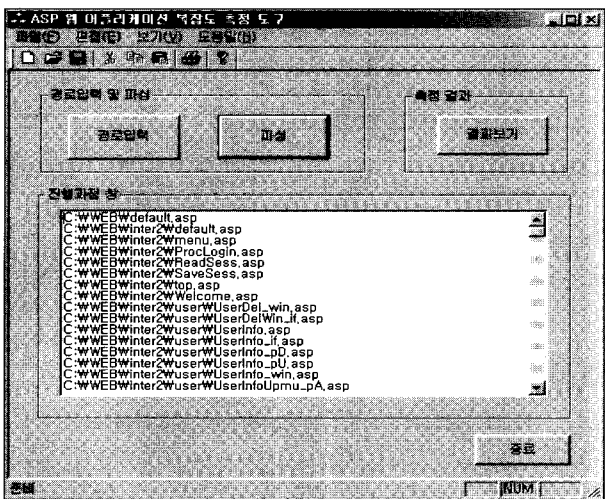 ASP 웹 어플리케이션 복잡도 측정 도구
파일(F) 편집(E) 보기(V) 도움말(H)
경로입력 및 파싱
측정 결과
경로입력
파싱
결과보기
진행과정 창
C:₩WEB₩default.asp
C:₩WEB₩inter2₩default.asp
C:₩WEB₩inter2₩menu.asp
C:₩WEB₩inter2₩ProcLogin.asp
C:₩WEB₩inter2₩ReadSess.asp
C:₩WEB₩inter2₩SaveSess.asp
C:₩WEB₩inter2₩top.asp
C:₩WEB₩inter2₩Welcome.asp
C:₩WEB₩inter2₩user₩UserDel_win.asp
C:₩WEB₩inter2₩user₩UserDelWin_if.asp
C:₩WEB₩inter2₩user₩UserInfo.asp
C:₩WEB₩inter2₩user₩UserInfo_if.asp
C:₩WEB₩inter2₩user₩UserInfo_pD.asp
C:₩WEB₩inter2₩user₩UserInfo_pU.asp
C:₩WEB₩inter2₩user₩UserInfo_win.asp
C:₩WEB₩inter2₩user₩UserInfoUpmu_pA.asp
종료
준비
NUM